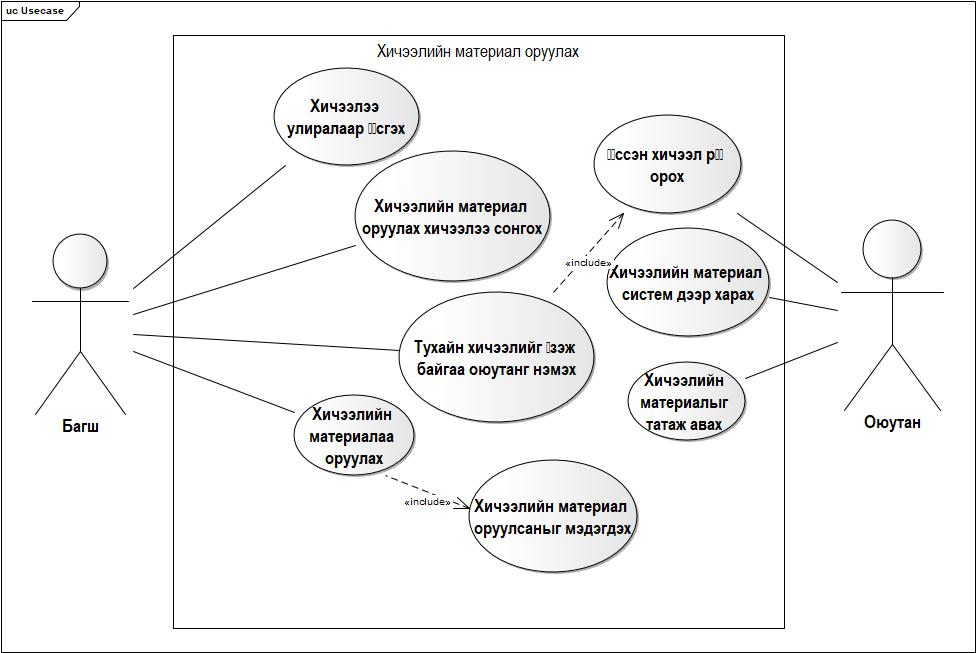 uc Usecase
Хичээлийн материал оруулах
Хичээлээ
улиралаар
Хичээлийн материал
оруулах хичээлээ сонгох
хичээл
орох
«include»
Хичээлийн материал
систем дээр харах
Тухайн хичээлийг
байгаа оюутанг нэмэх
Хичээлийн
материалыг
татаж авах
Хичээлийн
материалаа
оруулах
«include»
Хичээлийн материал
оруулсаныг мэдэгдэх
Багш
Оюутан